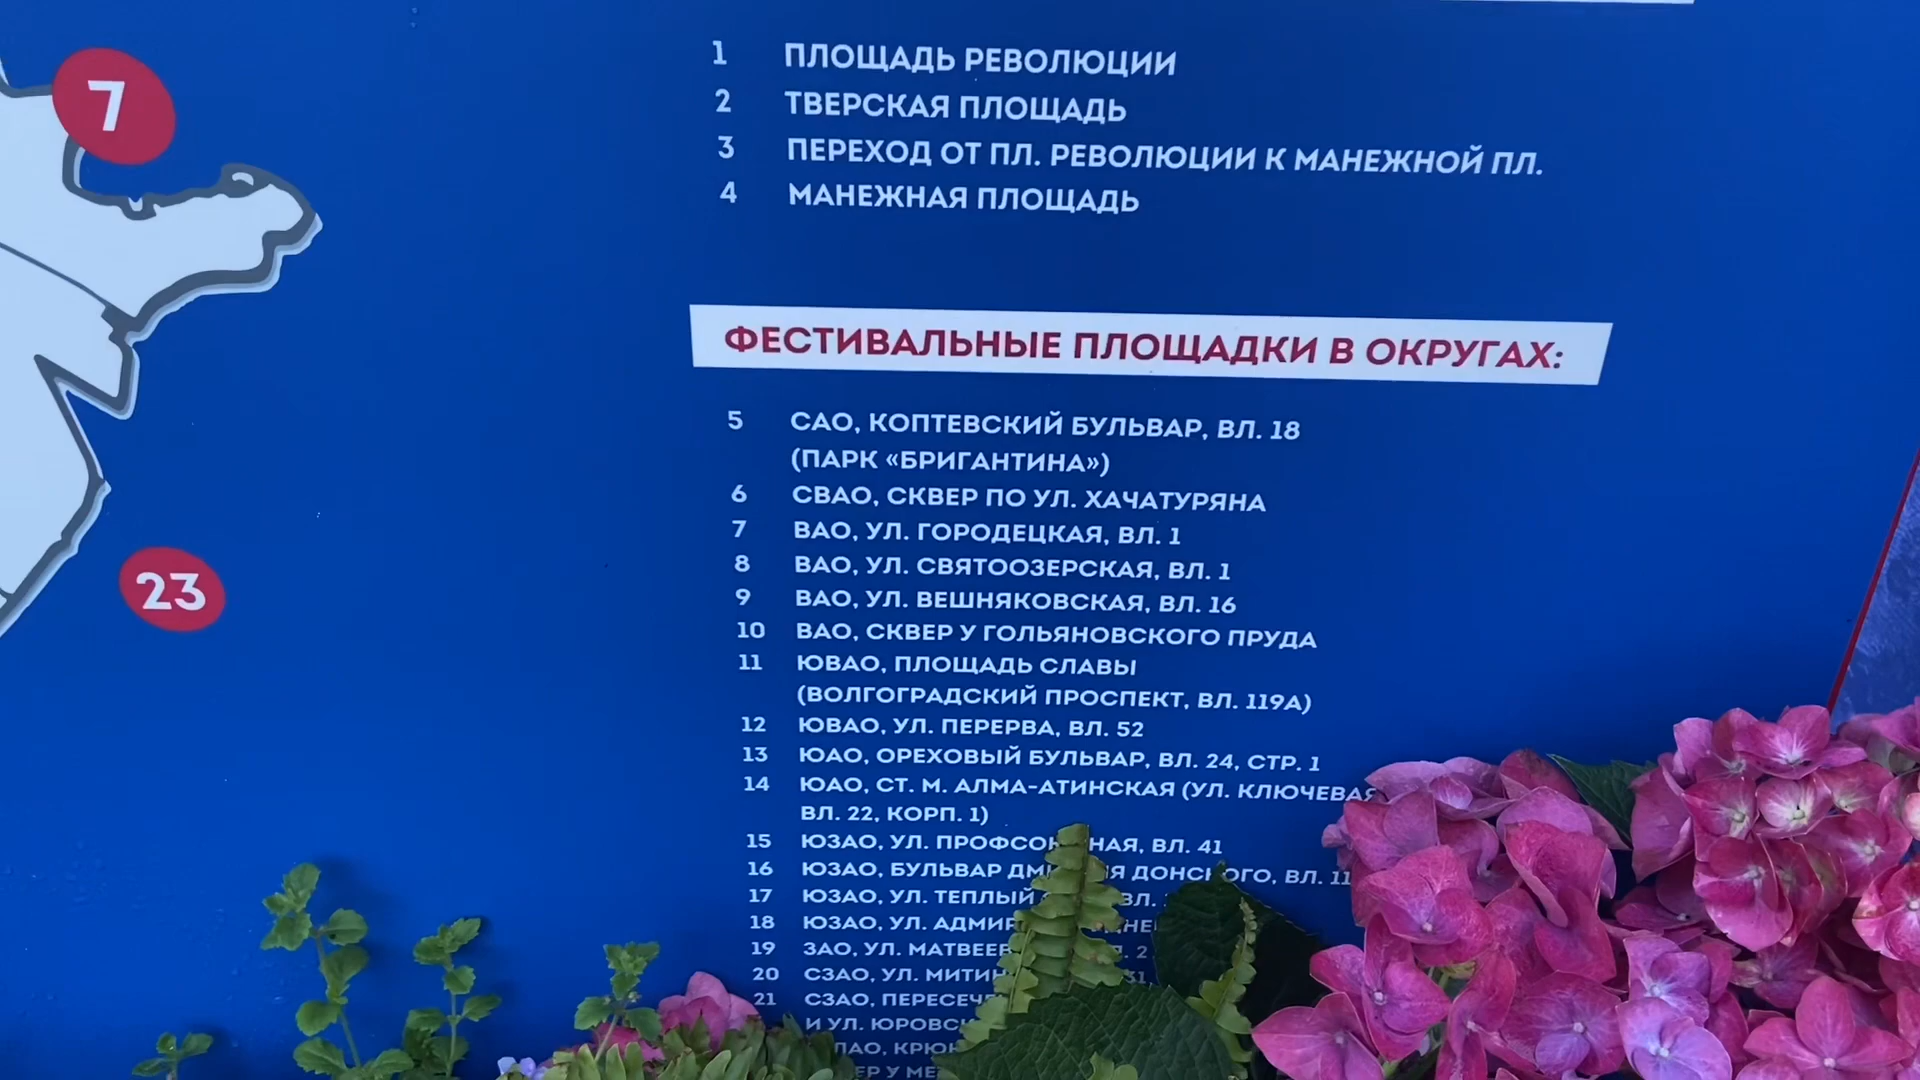 7
23
1 ПЛОЩАДЬ РЕВОЛЮЦИИ
2 ТВЕРСКАЯ ПЛОЩАДЬ
3 ПЕРЕХОД ОТ ПЛ. РЕВОЛЮЦИИ К МАНЕЖНОЙ ПЛ.
4 МАНЕЖНАЯ ПЛОЩАДЬ
ФЕСТИВАЛЬНЫЕ ПЛОЩАДКИ В ОКРУГАХ:
5 САО, КОПТЕВСКИЙ БУЛЬВАР, ВЛ. 18
(ПАРК «БРИГАНТИНА»)
6 СВАО, СКВЕР ПО УЛ. ХАЧАТУРЯНА
7 ВАО, УЛ. ГОРОДЕЦКАЯ, ВЛ. 1
8 ВАО, УЛ. СВЯТООЗЕРСКАЯ, ВЛ. 1
9 ВАО, УЛ. ВЕШНЯКОВСКАЯ, ВЛ. 16
10 ВАО, СКВЕР У ГОЛЬЯНОВСКОГО ПРУДА
11 ЮВАО, ПЛОЩАДЬ СЛАВЫ
(ВОЛГОГРАДСКИЙ ПРОСПЕКТ, ВЛ. 119А)
12 ЮВАО, УЛ. ПЕРЕРВА, ВЛ. 52
13 ЮАО, ОРЕХОВЫЙ БУЛЬВАР, ВЛ. 24, СТР. 1
14 ЮАО, СТ. М. АЛМА-АТИНСКАЯ (УЛ. КЛЮЧЕВАЯ
ВЛ. 22, КОРП. 1)
15 ЮЗАО, УЛ. ВЛ. 41
16 ЮЗАО, БУЛЬВАР ДОНСКОГО, ВЛ. 11
17 ЮЗАО, УЛ. ТЕПЛЫЙ ВЛ.
18 ЮЗАО, УЛ.
19 ЗАО, УЛ. 2
20 СЗАО, УЛ.
21 СЗАО,
И УЛ.
У